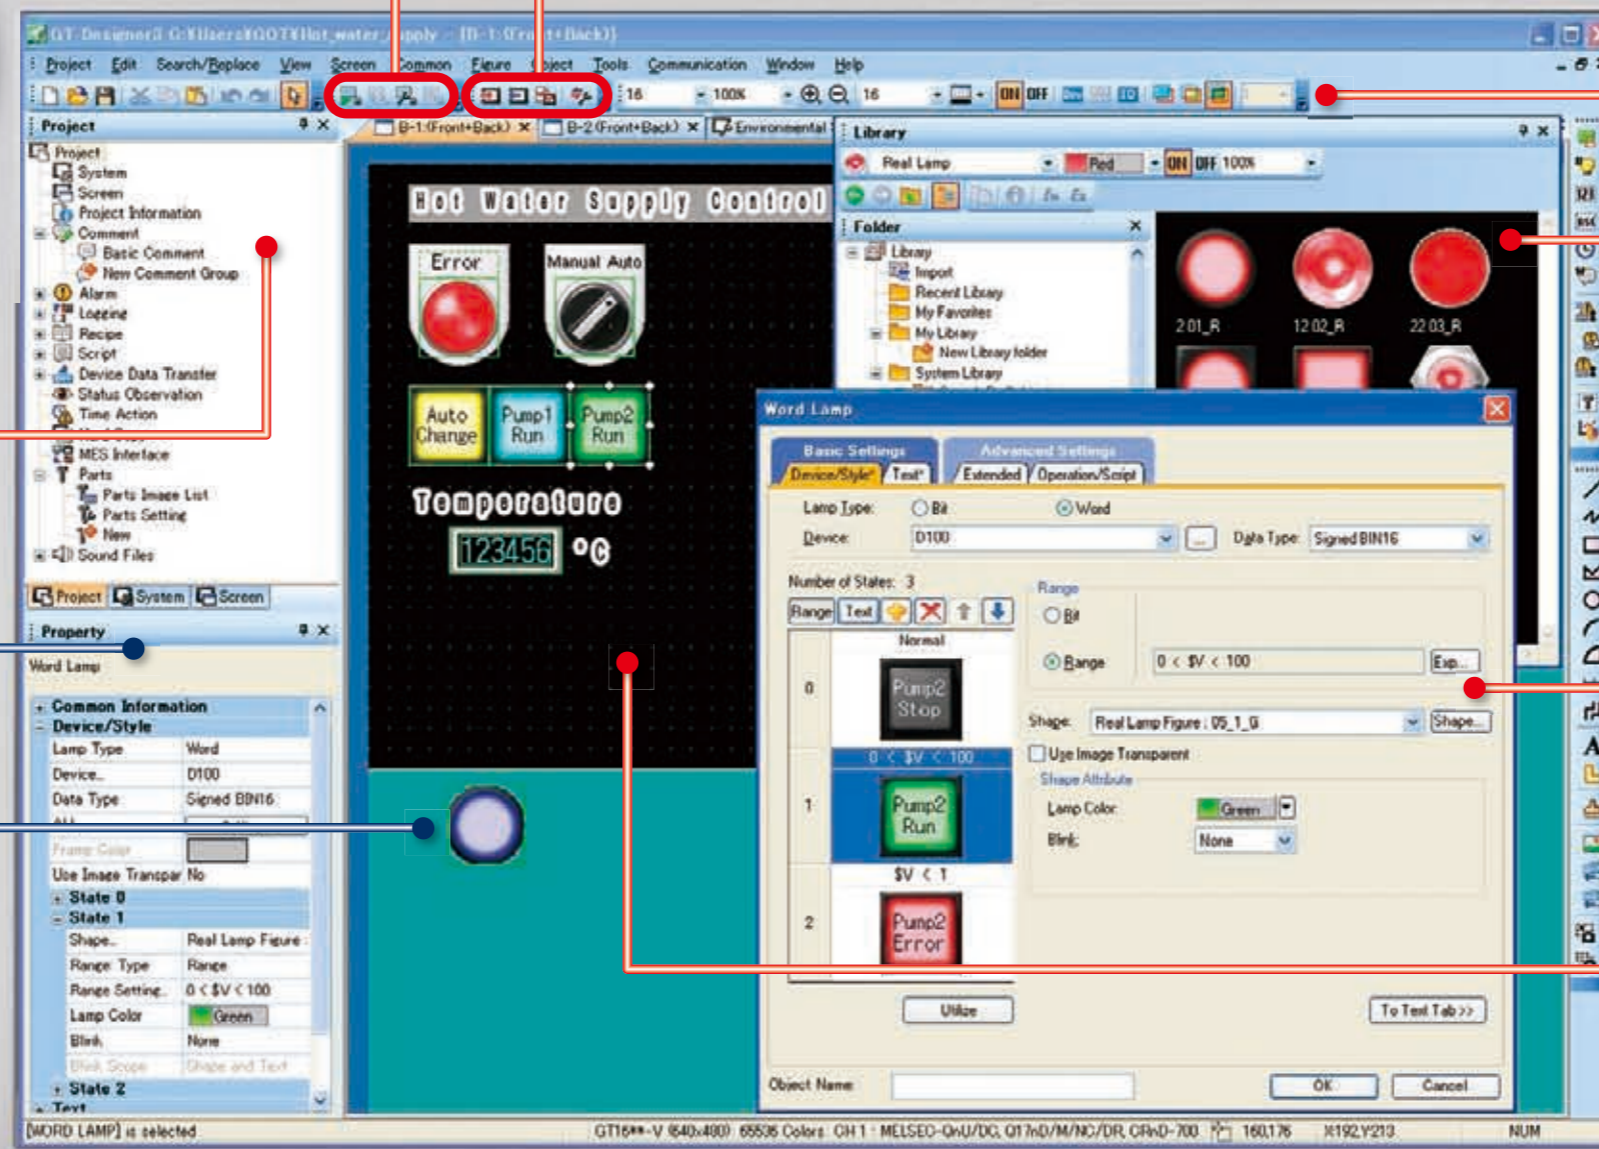 GT Designer3 G:¥Users¥GOT¥Hot_water_supply - [B-1:(Front+Back)]
Project Edit Search/Replace View Screen Common Figure Object Tools Communication Window Help
16 100% 16 ON OFF
Project
B-1:(Front+Back)
B-2:(Front+Back)
Environmental
Library
Real Lamp Red ON OFF 100%
Project
System
Screen
Project Information
Comment
Basic Comment
New Comment Group
Alarm
Logging
Recipe
Script
Device Data Transfer
Status Observation
Time Action
MES Interface
Parts
Parts Image List
Parts Setting
New
Sound Files
Project System Screen
Property
Word Lamp
Common Information
Device/Style
Lamp Type Word
Device... D100
Data Type Signed BIN16
Frame Color
Use Image Transpar No
State 0
State 1
Shape... Real Lamp Figure :
Range Type Range
Range Setting... 0 < $V < 100
Lamp Color Green
Blink None
Blink Scope Shape and Text
State 2
Text
Hot Water Supply Control
Error
Manual Auto
Auto Change
Pump1 Run
Pump2 Run
Temperature
123456 °C
Folder
Library
Import
Recent Library
My Favorites
My Library
New Library folder
System Library
2 01_R
12 02_R
22 03_R
Word Lamp
Basic Settings
Advanced Settings
Device/Style* Text* Extended Operation/Script
Lamp Type: Bit Word
Device: D100 ... Data Type: Signed BIN16
Number of States: 3
Range Text
Normal
0
Pump2 Stop
0 < $V < 100
1
Pump2 Run
$V < 1
2
Pump2 Error
Range
Bit
Range 0 < $V < 100 Exp...
Shape: Real Lamp Figure : 05_1_G Shape...
Use Image Transparent
Shape Attribute
Lamp Color: Green
Blink: None
Utilize
To Text Tab >>
Object Name:
OK Cancel
[WORD LAMP] is selected
GT16**-V (640x480) 65536 Colors CH 1 : MELSEC-QnU/DC, Q17nD/M/NC/DR, CRnD-700 160,176 X:192,Y:213 NUM